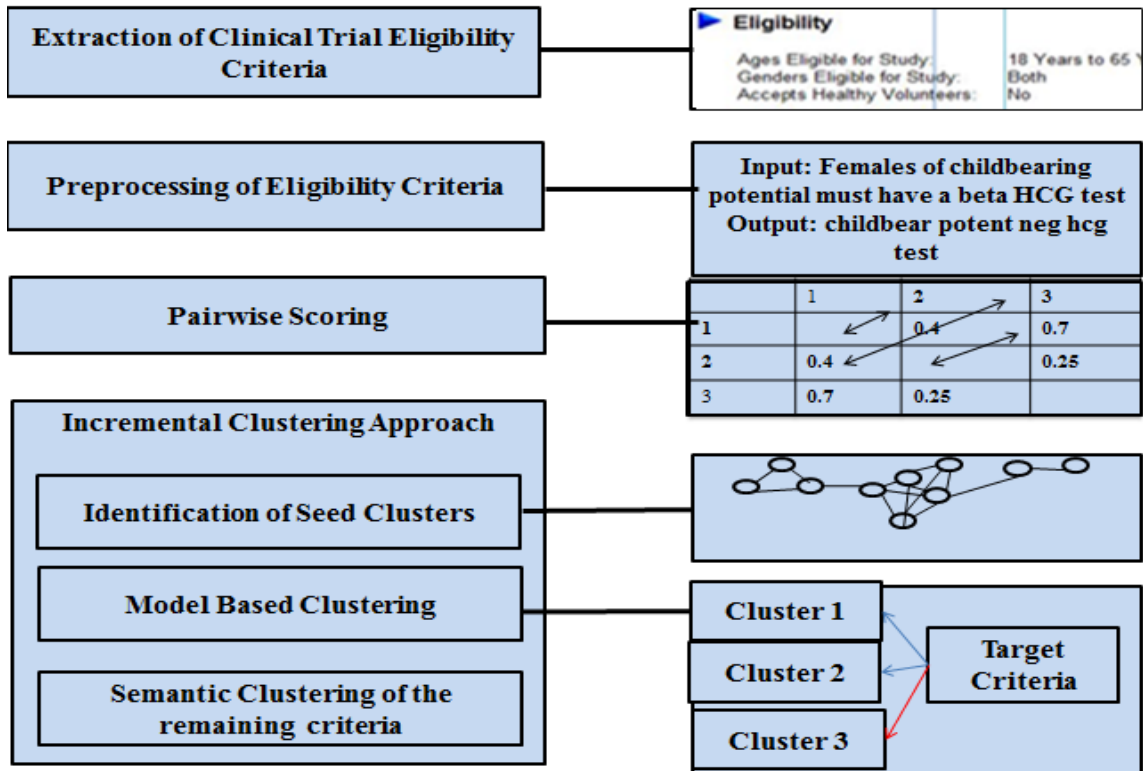 Extraction of Clinical Trial Eligibility
Criteria
Eligibility
Ages Eligible for Study: 18 Years to 65 Y
Genders Eligible for Study: Both
Accepts Healthy Volunteers: No
Preprocessing of Eligibility Criteria
Input: Females of childbearing
potential must have a beta HCG test
Output: childbear potent neg hcg
test
Pairwise Scoring
1 2 3
1 0.4 0.7
2 0.4 0.25
3 0.7 0.25
Incremental Clustering Approach
Identification of Seed Clusters
Model Based Clustering
Semantic Clustering of the
remaining criteria
Cluster 1
Cluster 2
Cluster 3
Target
Criteria